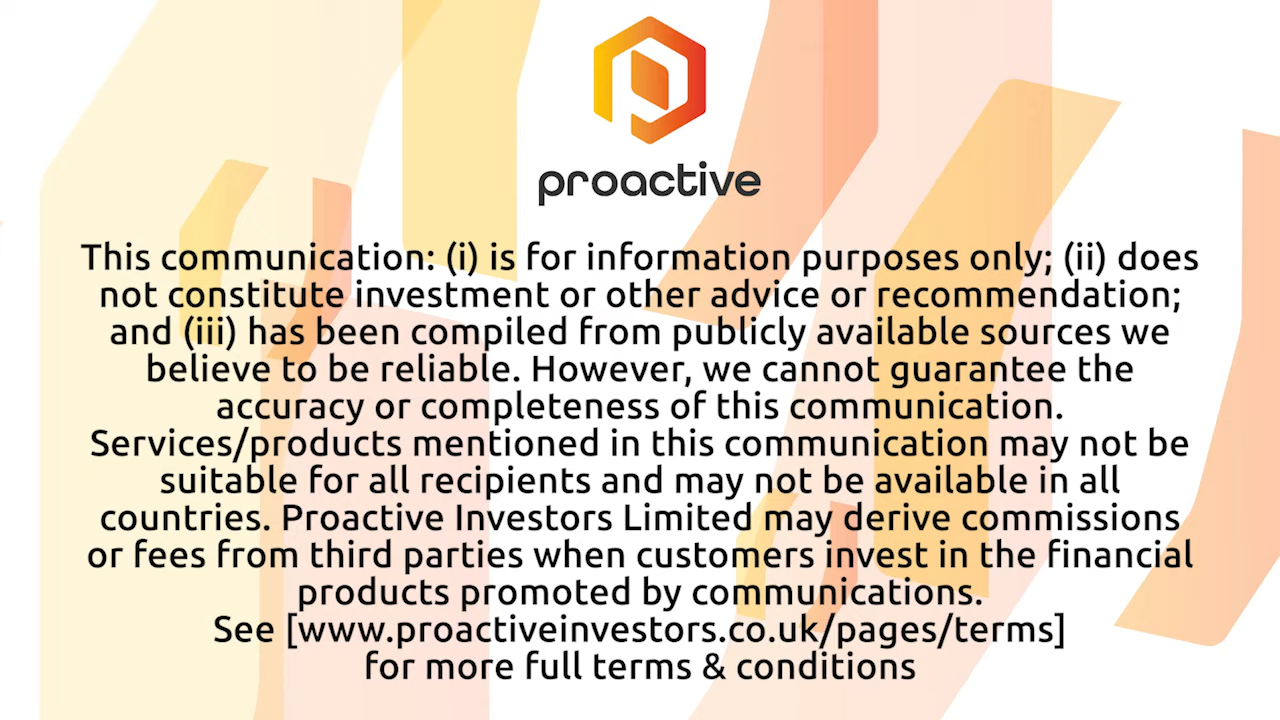 proactive
This communication: (i) is for information purposes only; (ii) does
not constitute investment or other advice or recommendation;
and (iii) has been compiled from publicly available sources we
believe to be reliable. However, we cannot guarantee the
accuracy or completeness of this communication.
Services/products mentioned in this communication may not be
suitable for all recipients and may not be available in all
countries. Proactive Investors Limited may derive commissions
or fees from third parties when customers invest in the financial
products promoted by communications.
See [www.proactiveinvestors.co.uk/pages/terms]
for more full terms & conditions